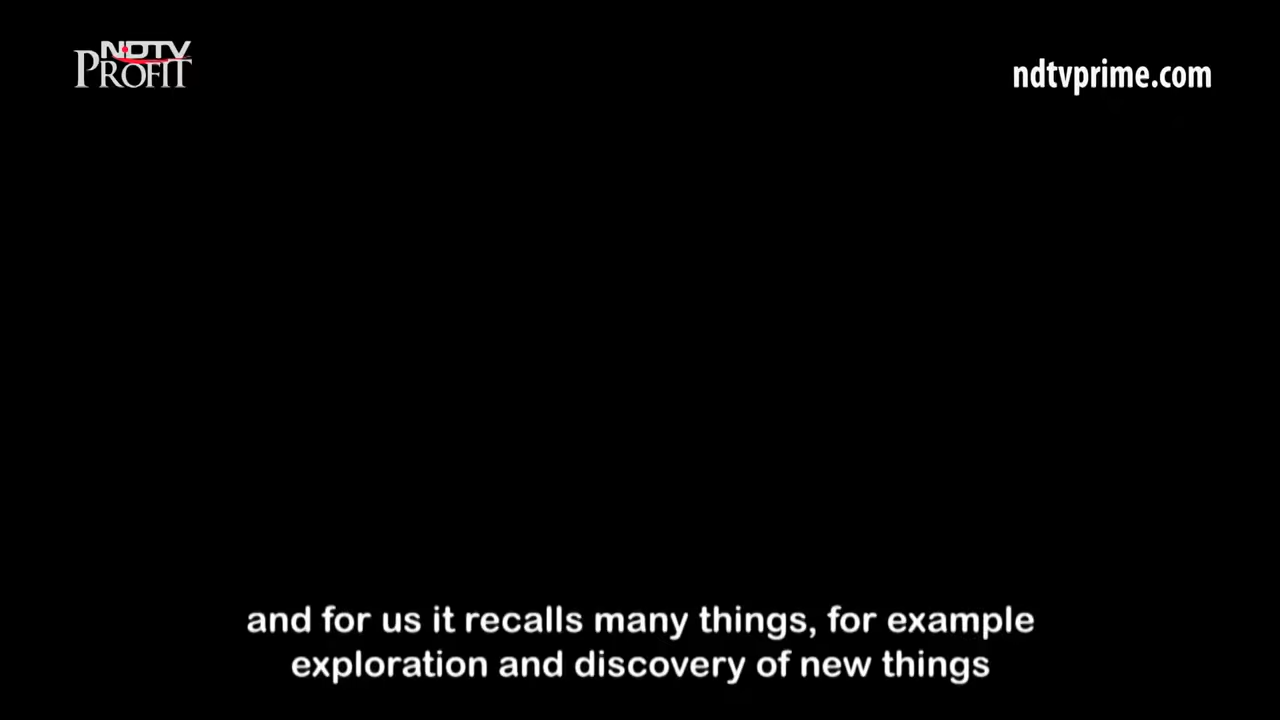 NDTV
PROFIT
ndtvprime.com
and for us it recalls many things, for example
exploration and discovery of new things